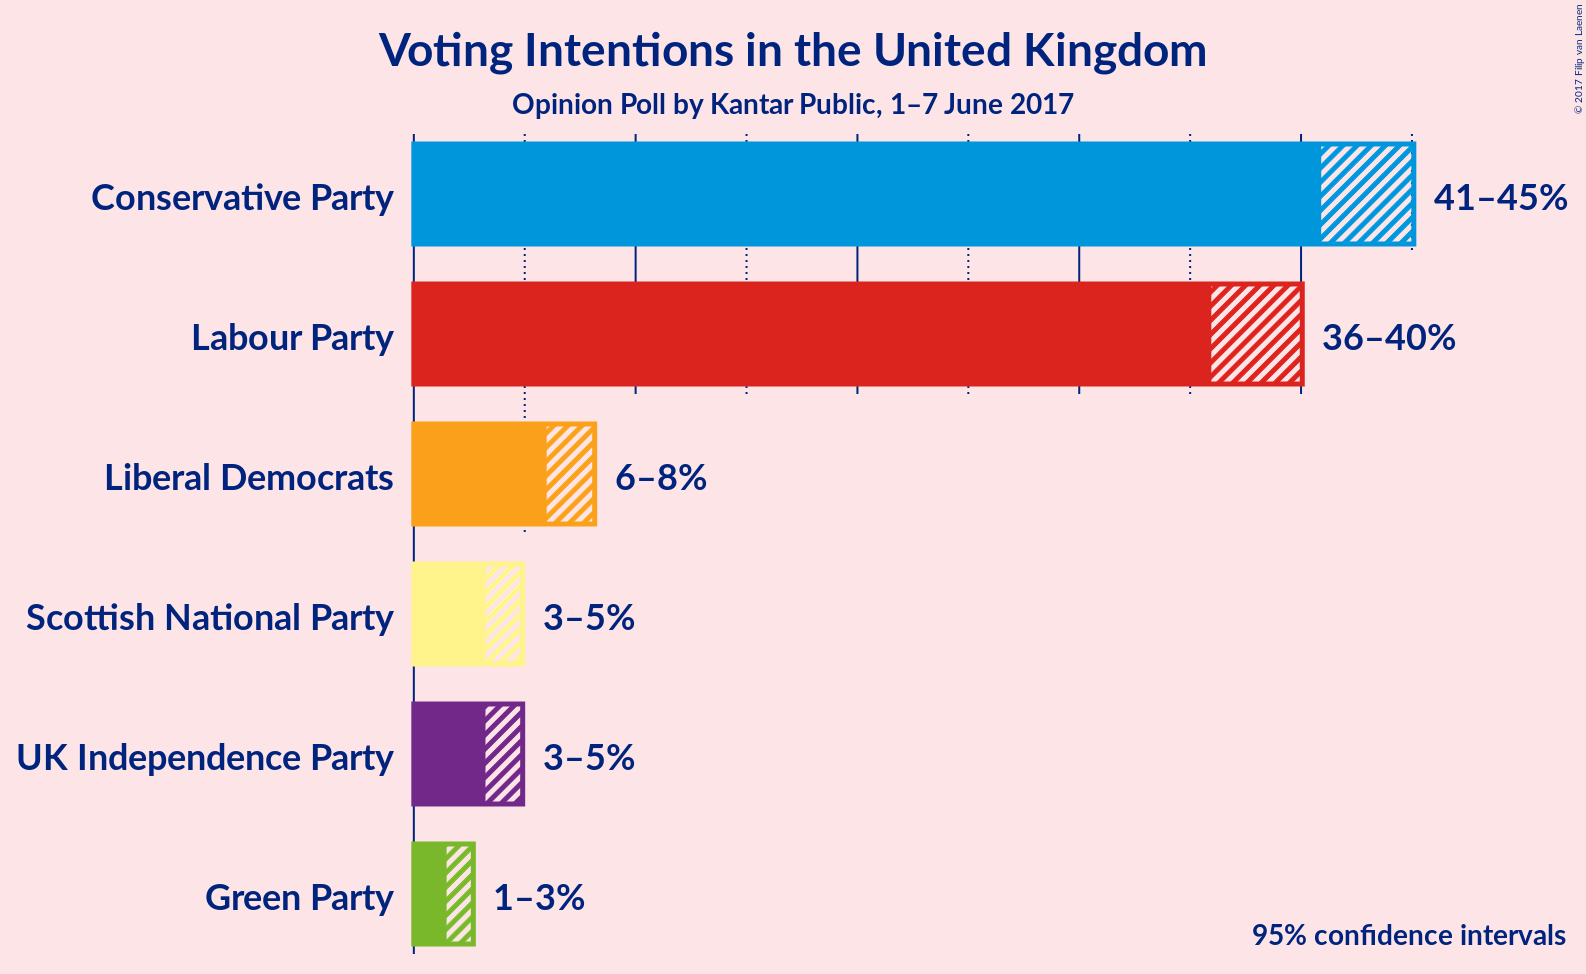 Voting Intentions in the United Kingdom
Opinion Poll by Kantar Public, 1–7 June 2017
© 2017 Filip van Laenen
Conservative Party
41–45%
Labour Party
36–40%
Liberal Democrats
6–8%
Scottish National Party
3–5%
UK Independence Party
3–5%
Green Party
1–3%
95% confidence intervals